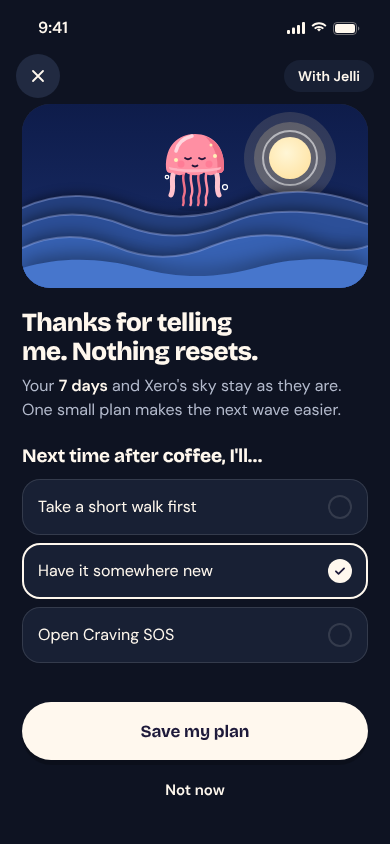 9:41
With Jelli
Thanks for telling
me. Nothing resets.
Your 7 days and Xero's sky stay as they are.
One small plan makes the next wave easier.
Next time after coffee, I'll...
Take a short walk first
Have it somewhere new
Open Craving SOS
Save my plan
Not now